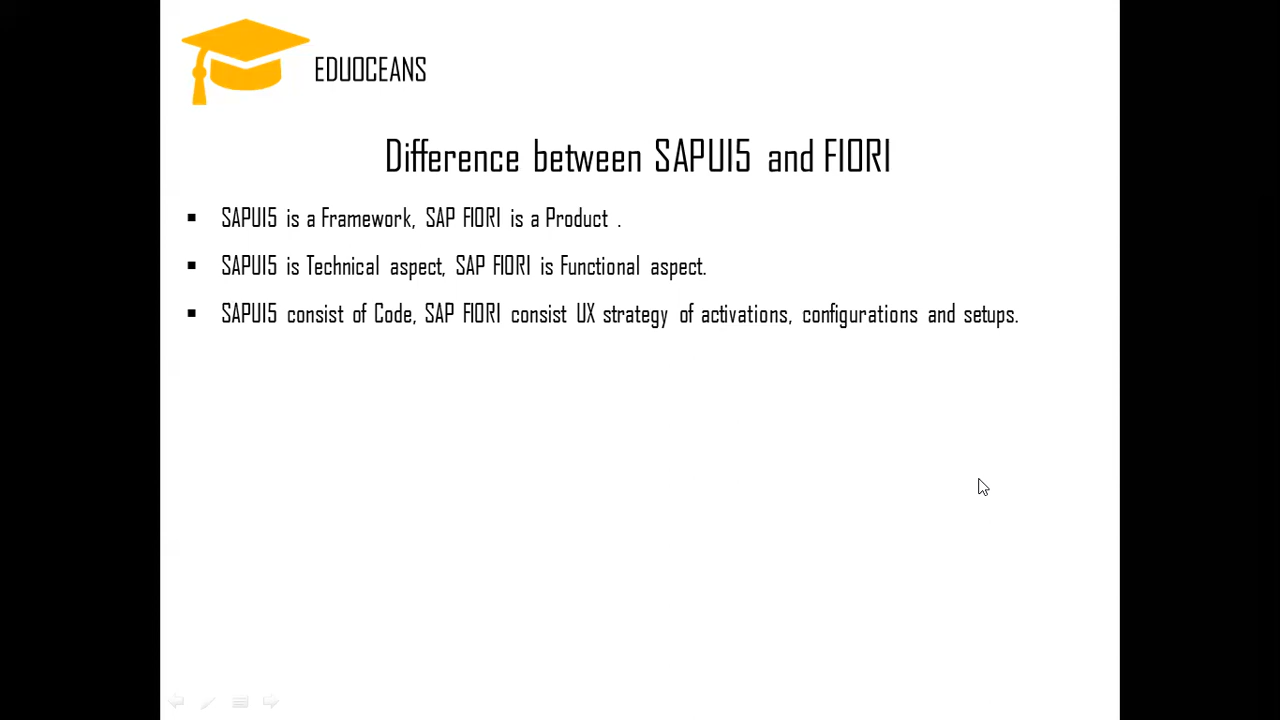 EDUOCEANS
Difference between SAPUI5 and FIORI
▪ SAPUI5 is a Framework, SAP FIORI is a Product .
▪ SAPUI5 is Technical aspect, SAP FIORI is Functional aspect.
▪ SAPUI5 consist of Code, SAP FIORI consist UX strategy of activations, configurations and setups.